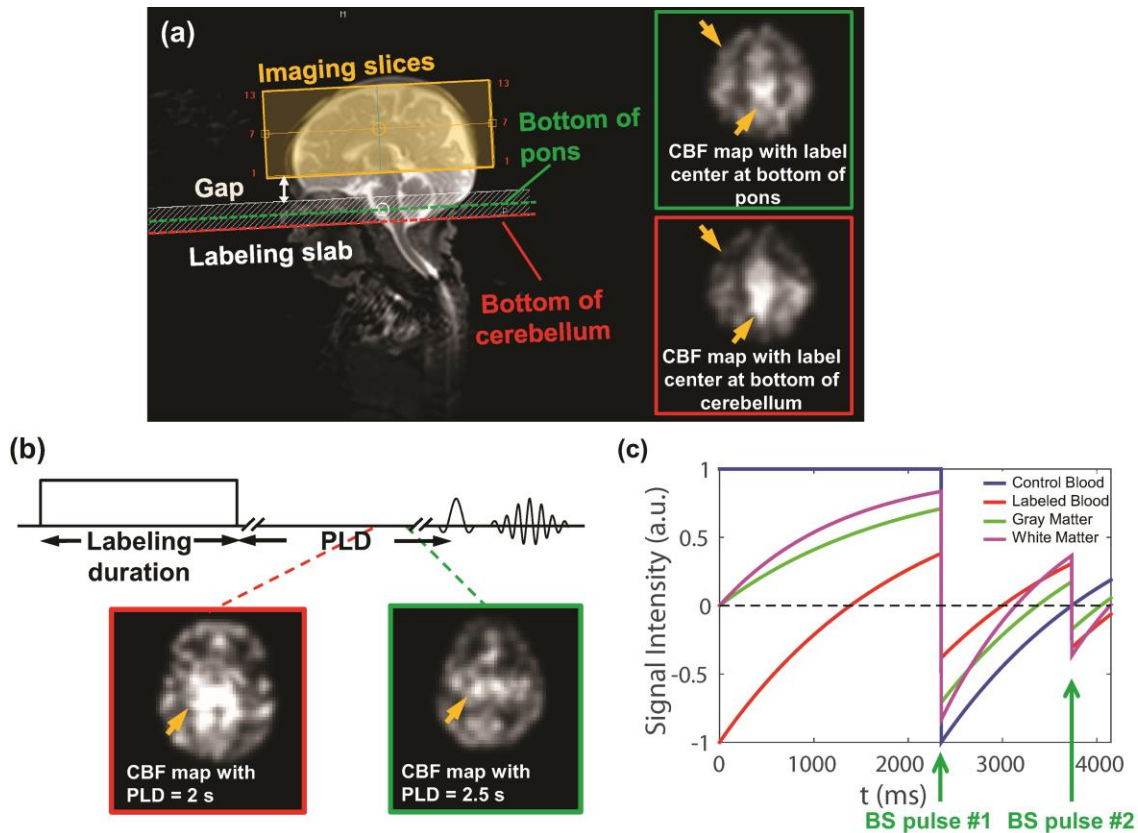 (a)
H
Imaging slices
13
13
7
7
1
1
Bottom of
pons
Gap
Labeling slab
Bottom of
cerebellum
CBF map with label
center at bottom of
pons
CBF map with label
center at bottom of
cerebellum
(b)
Labeling
duration
PLD
CBF map with
PLD = 2 s
CBF map with
PLD = 2.5 s
(c)
Signal Intensity (a.u.)
1
0.5
0
-0.5
-1
Control Blood
Labeled Blood
Gray Matter
White Matter
0
1000
2000
3000
4000
t (ms)
BS pulse #1
BS pulse #2